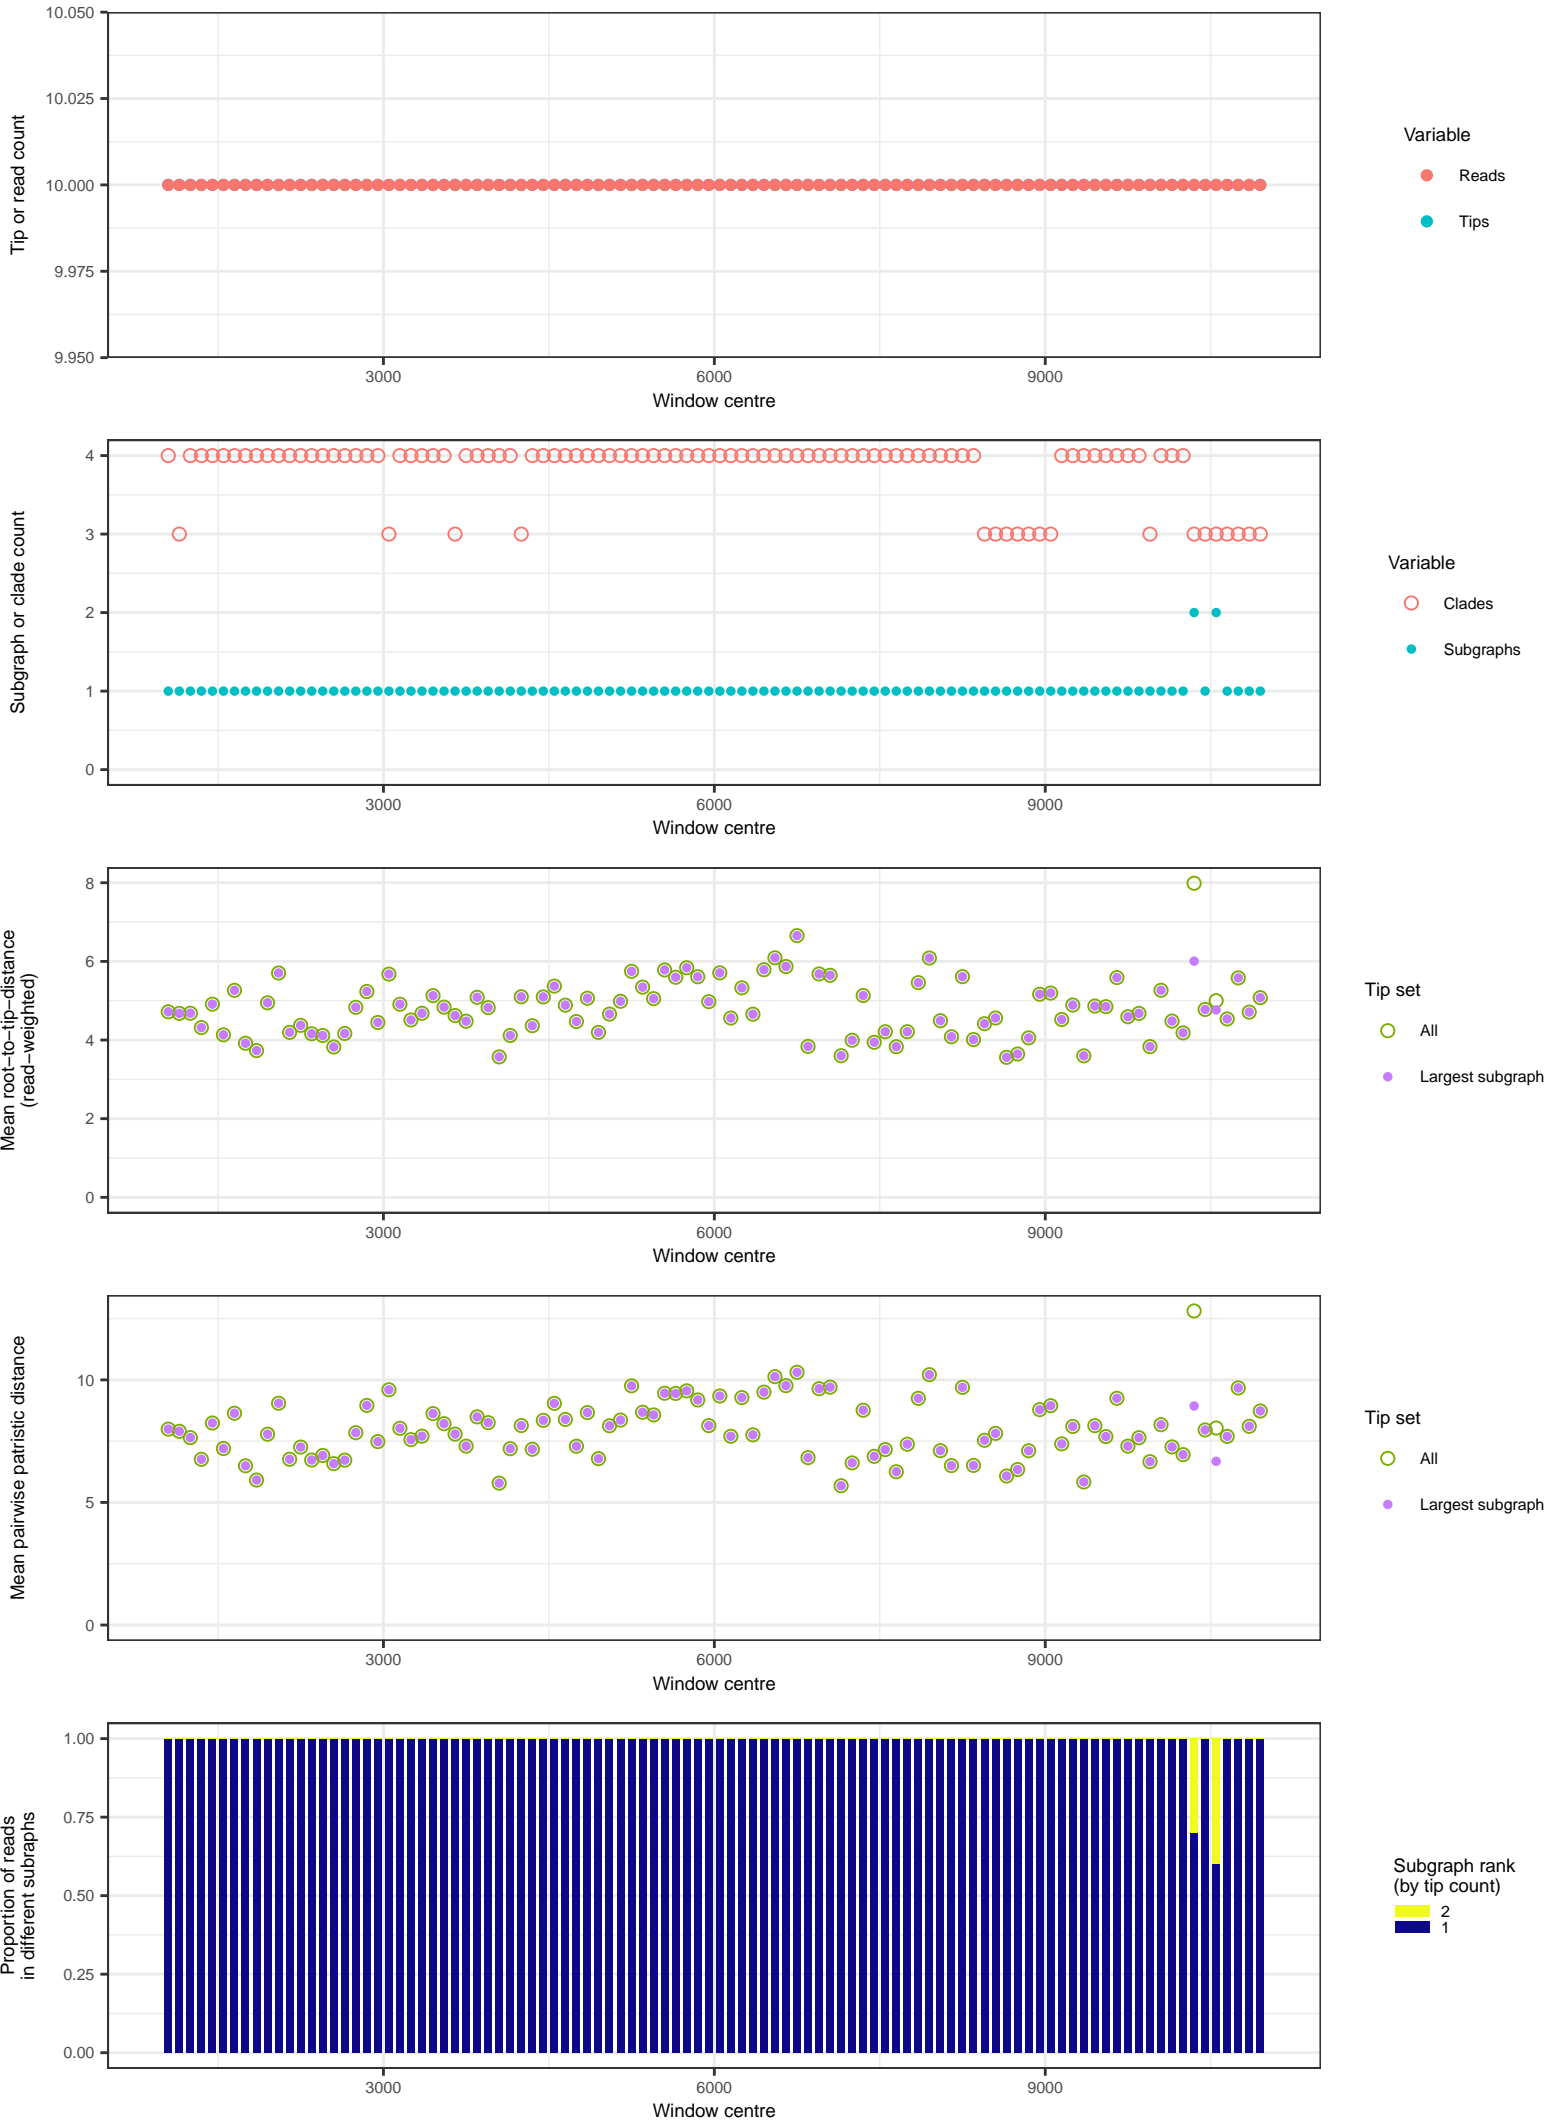 10.050
10.025
10.000
9.975
9.950
Tip or read count
3000 6000 9000
Window centre
Variable
Reads
Tips
4
3
2
1
0
Subgraph or clade count
3000 6000 9000
Window centre
Variable
Clades
Subgraphs
8
6
4
2
0
Mean root−to−tip−distance
(read−weighted)
3000 6000 9000
Window centre
Tip set
All
Largest subgraph
10
5
0
Mean pairwise patristic distance
3000 6000 9000
Window centre
Tip set
All
Largest subgraph
1.00
0.75
0.50
0.25
0.00
Proportion of reads
in different subraphs
3000 6000 9000
Window centre
Subgraph rank
(by tip count)
2
1